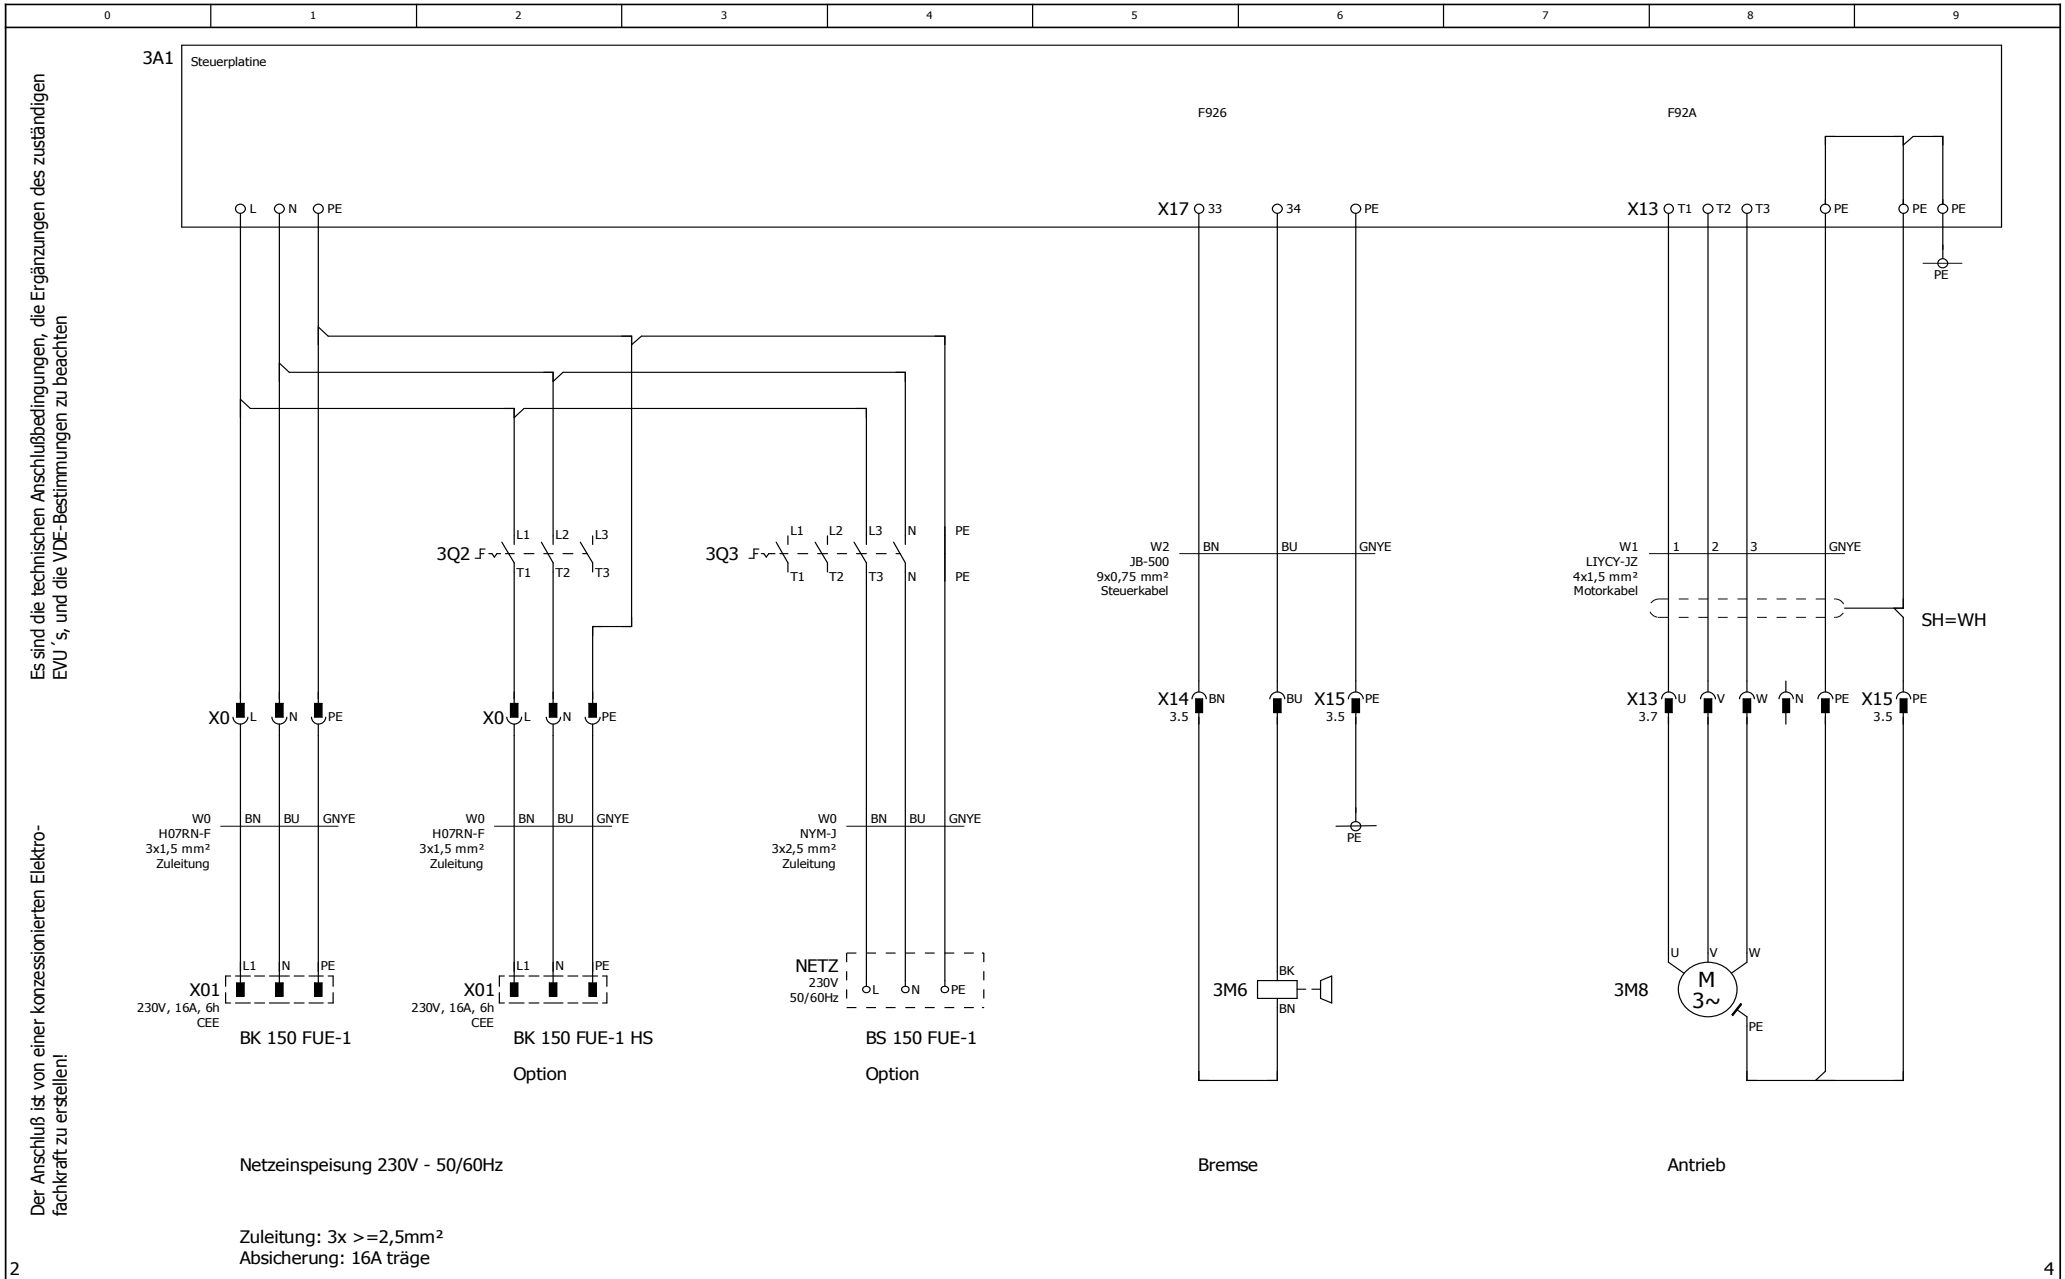 0 1 2 3 4 5 6 7 8 9
3A1 Steuerplatine
F926 F92A
L N PE X17 33 34 PE X13 T1 T2 T3 PE PE PE
PE
L1 L2 L3 L1 L2 L3 N PE
3Q2 3Q3
T1 T2 T3 T1 T2 T3 N PE
W2 BN BU GNYE
JB-500
9x0,75 mm²
Steuerkabel
W1 1 2 3 GNYE
LIYCY-JZ
4x1,5 mm²
Motorkabel
SH=WH
X14 BN BU X15 PE X13 U V W N PE X15 PE
3.5 3.5 3.7 3.5
X0 L N PE X0 L N PE
W0 BN BU GNYE
H07RN-F
3x1,5 mm²
Zuleitung
W0 BN BU GNYE
H07RN-F
3x1,5 mm²
Zuleitung
W0 BN BU GNYE
NYM-J
3x2,5 mm²
Zuleitung
PE
L1 N PE
X01
230V, 16A, 6h
CEE
BK 150 FUE-1
L1 N PE
X01
230V, 16A, 6h
CEE
BK 150 FUE-1 HS
Option
NETZ
230V
50/60Hz
L N PE
BS 150 FUE-1
Option
BK
3M6
BN
U V W
3M8 M
3~
PE
Netzeinspeisung 230V - 50/60Hz
Bremse
Antrieb
Zuleitung: 3x >=2,5mm²
Absicherung: 16A träge
Es sind die technischen Anschlußbedingungen, die Ergänzungen des zuständigen
EVU´s, und die VDE-Bestimmungen zu beachten
Der Anschluß ist von einer konzessionierten Elektro-
fachkraft zu erstellen!
2
4